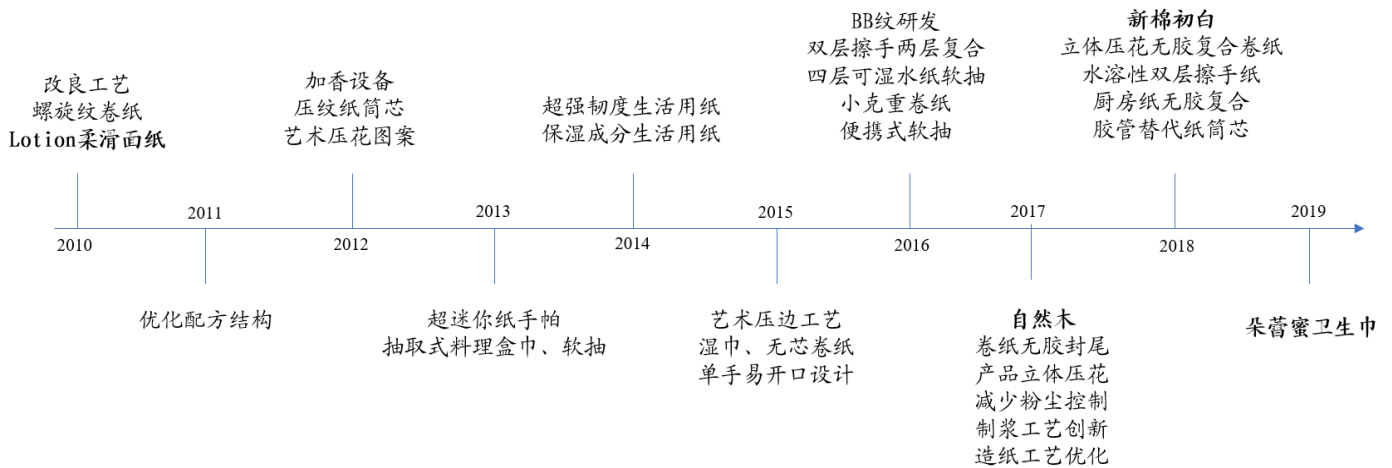 改良工艺
螺旋纹卷纸
Lotion柔滑面纸
加香设备
压纹纸筒芯
艺术压花图案
超强韧度生活用纸
保湿成分生活用纸
BB纹研发
双层擦手两层复合
四层可湿水纸软抽
小克重卷纸
便携式软抽
新棉初白
立体压花无胶复合卷纸
水溶性双层擦手纸
厨房纸无胶复合
胶管替代纸筒芯
2010
2011
2012
2013
2014
2015
2016
2017
2018
2019
优化配方结构
超迷你纸手帕
抽取式料理盒巾、软抽
艺术压边工艺
湿巾、无芯卷纸
单手易开口设计
自然木
卷纸无胶封尾
产品立体压花
减少粉尘控制
制浆工艺创新
造纸工艺优化
朵蕾蜜卫生巾